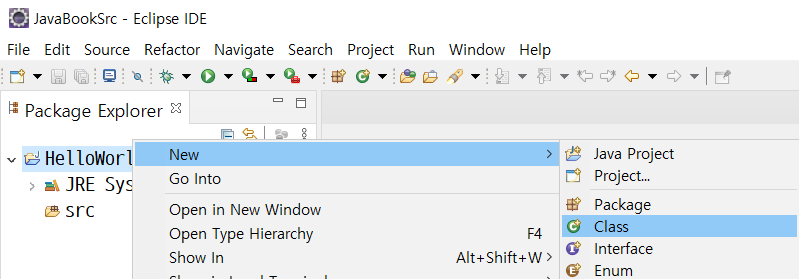 JavaBookSrc - Eclipse IDE
File Edit Source Refactor Navigate Search Project Run Window Help
Package Explorer
HelloWorl
JRE Sys
src
New
Go Into
Open in New Window
Open Type Hierarchy F4
Show In Alt+Shift+W
Java Project
Project...
Package
Class
Interface
Enum